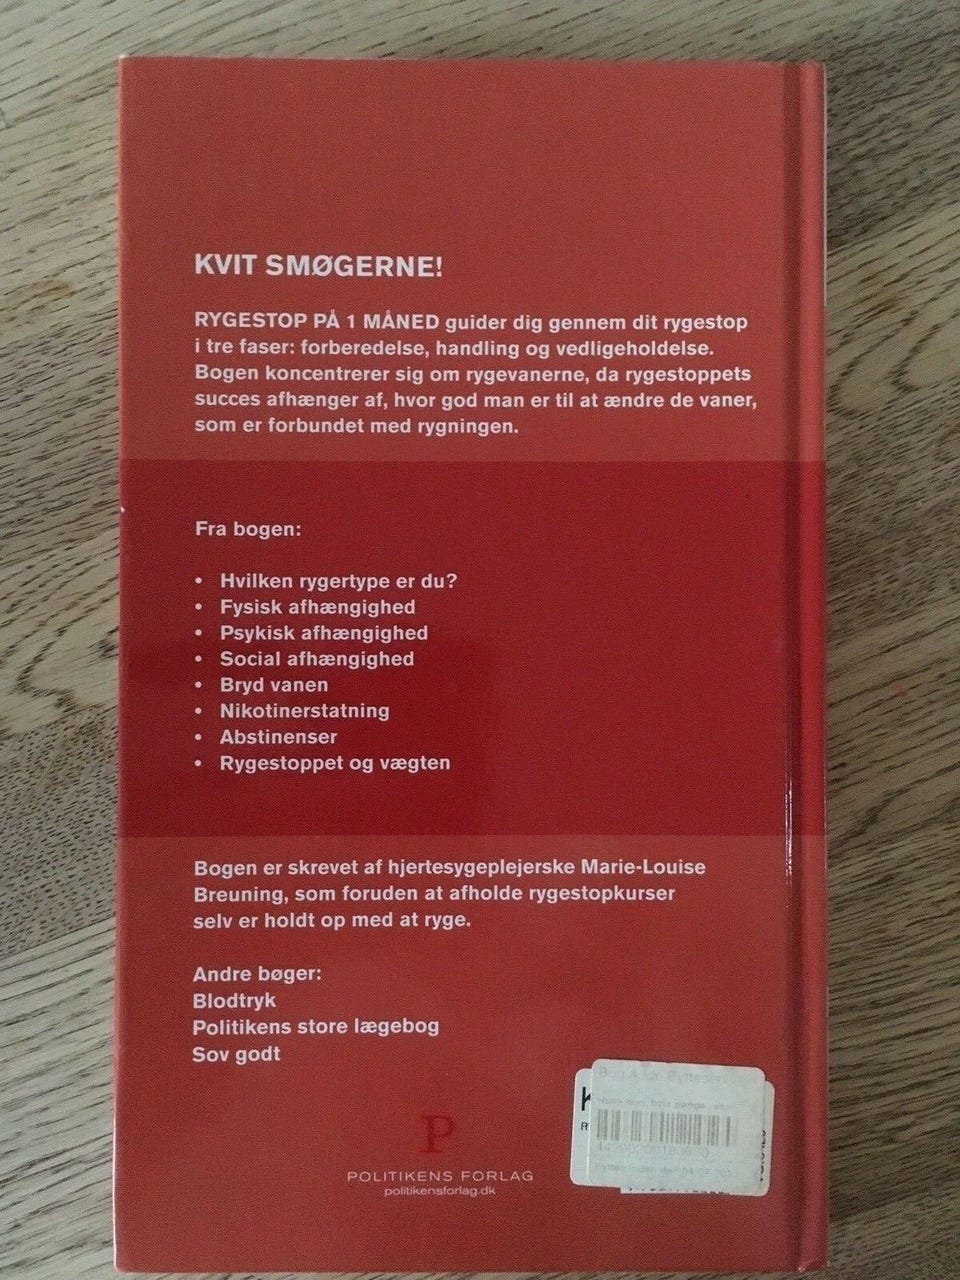 KVIT SMØGERNE!
RYGESTOP PÅ 1 MÅNED guider dig gennem dit rygestop
i tre faser: forberedelse, handling og vedligeholdelse.
Bogen koncentrerer sig om rygevanerne, da rygestoppets
succes afhænger af, hvor god man er til at ændre de vaner,
som er forbundet med rygningen.
Fra bogen:
• Hvilken rygertype er du?
• Fysisk afhængighed
• Psykisk afhængighed
• Social afhængighed
• Bryd vanen
• Nikotinerstatning
• Abstinenser
• Rygestoppet og vægten
Bogen er skrevet af hjertesygeplejerske Marie-Louise
Breuning, som foruden at afholde rygestopkurser
selv er holdt op med at ryge.
Andre bøger:
Blodtryk
Politikens store lægebog
Sov godt
P
POLITIKENS FORLAG
politikensforlag.dk